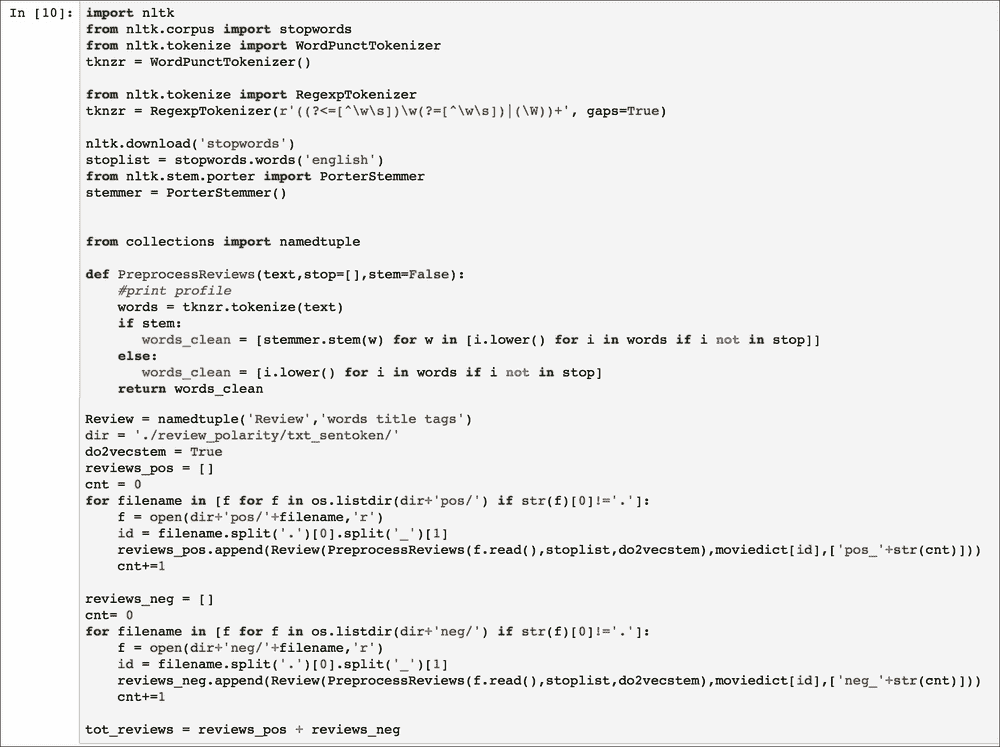 In [10]: import nltk
from nltk.corpus import stopwords
from nltk.tokenize import WordPunctTokenizer
tknzr = WordPunctTokenizer()

from nltk.tokenize import RegexpTokenizer
tknzr = RegexpTokenizer(r'((?<=[^\w\s])\w(?=[^\w\s])|(\W))+', gaps=True)

nltk.download('stopwords')
stoplist = stopwords.words('english')
from nltk.stem.porter import PorterStemmer
stemmer = PorterStemmer()


from collections import namedtuple

def PreprocessReviews(text,stop=[],stem=False):
    #print profile
    words = tknzr.tokenize(text)
    if stem:
       words_clean = [stemmer.stem(w) for w in [i.lower() for i in words if i not in stop]]
    else:
       words_clean = [i.lower() for i in words if i not in stop]
    return words_clean

Review = namedtuple('Review','words title tags')
dir = './review_polarity/txt_sentoken/'
do2vecstem = True
reviews_pos = []
cnt = 0
for filename in [f for f in os.listdir(dir+'pos/') if str(f)[0]!='.']:
    f = open(dir+'pos/'+filename,'r')
    id = filename.split('.')[0].split('_')[1]
    reviews_pos.append(Review(PreprocessReviews(f.read(),stoplist,do2vecstem),moviedict[id],['pos_'+str(cnt)]))
    cnt+=1

reviews_neg = []
cnt= 0
for filename in [f for f in os.listdir(dir+'neg/') if str(f)[0]!='.']:
    f = open(dir+'neg/'+filename,'r')
    id = filename.split('.')[0].split('_')[1]
    reviews_neg.append(Review(PreprocessReviews(f.read(),stoplist,do2vecstem),moviedict[id],['neg_'+str(cnt)]))
    cnt+=1

tot_reviews = reviews_pos + reviews_neg